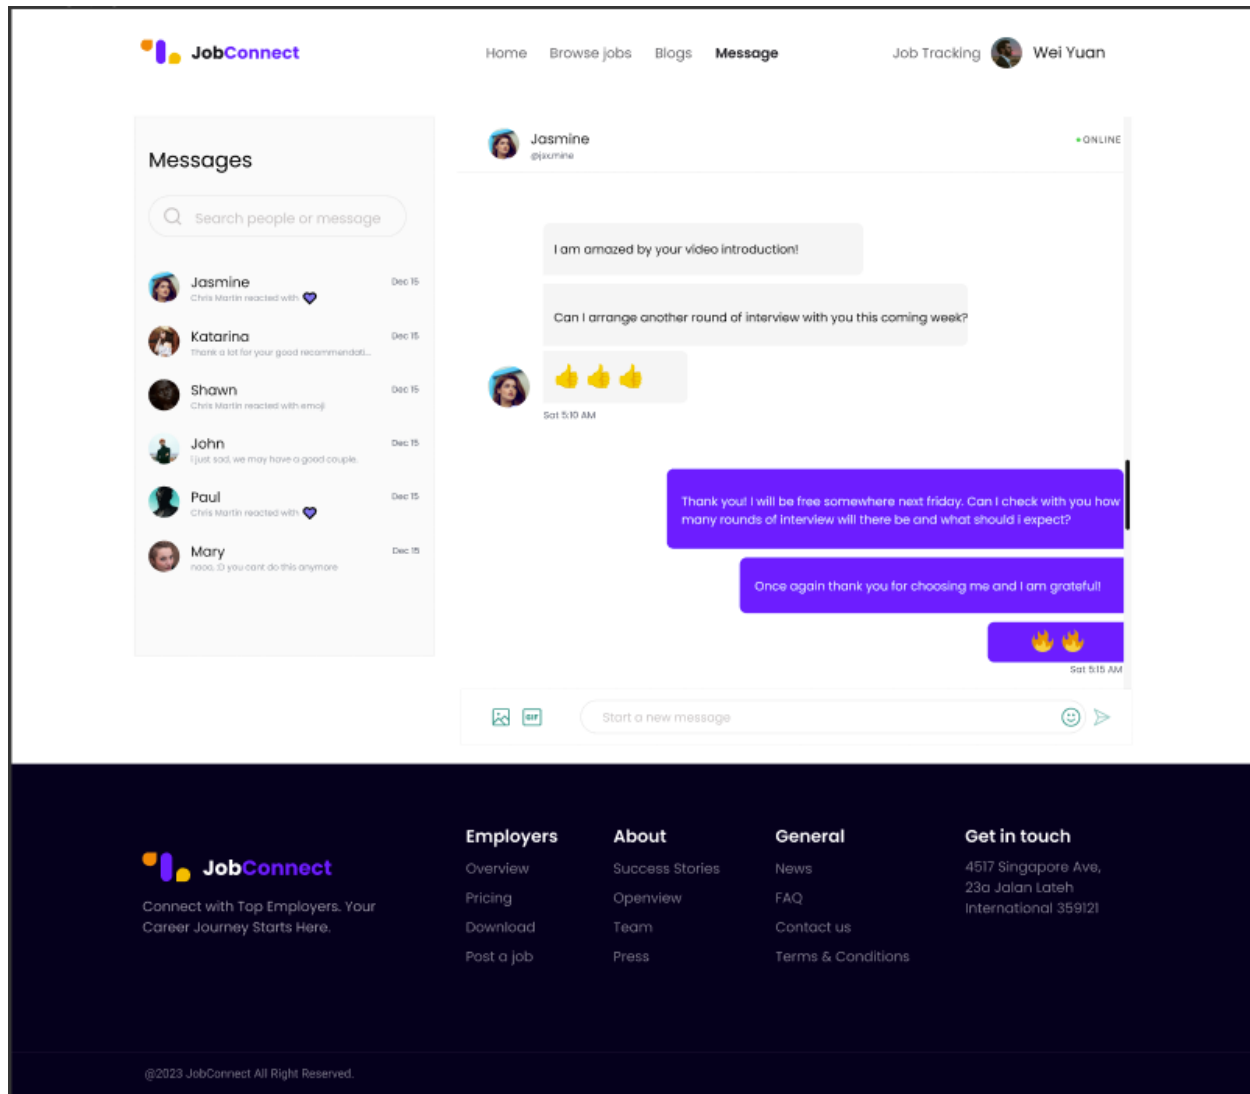 JobConnect
Home Browse jobs Blogs Message
Job Tracking Wei Yuan
Messages
Search people or message
Jasmine Dec 15
Chris Martin reacted with
Katarina Dec 15
Thank a lot for your good recommendati...
Shawn Dec 15
Chris Martin reacted with emoji
John Dec 15
I just sad, we may have a good couple.
Paul Dec 15
Chris Martin reacted with
Mary Dec 15
nooo, :D you cant do this anymore
Jasmine
ONLINE
I am amazed by your video introduction!
Can I arrange another round of interview with you this coming week?
👍👍👍
Sat 5:10 AM
Thank you! I will be free somewhere next friday. Can I check with you how
many rounds of interview will there be and what should i expect?
Once again thank you for choosing me and I am grateful!
🔥🔥
Sat 5:15 AM
GIF
Start a new message
JobConnect
Connect with Top Employers. Your
Career Journey Starts Here.
Employers
Overview
Pricing
Download
Post a job
About
Success Stories
Openview
Team
Press
General
News
FAQ
Contact us
Terms & Conditions
Get in touch
4517 Singapore Ave,
23a Jalan Lateh
International 359121
@2023 JobConnect All Right Reserved.